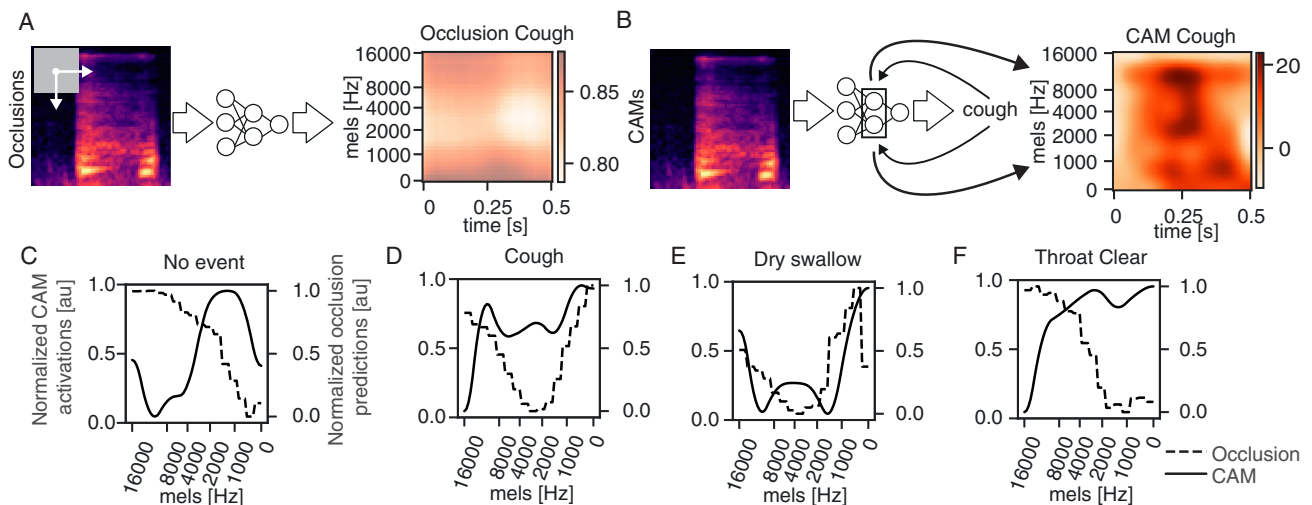 A
Occlusions
Occlusion Cough
mels [Hz]
16000
8000
4000
2000
1000
0
0
0.25
0.5
time [s]
0.85
0.80
B
CAMs
cough
CAM Cough
mels [Hz]
16000
8000
4000
2000
1000
0
0
0.25
0.5
time [s]
20
0
C
No event
Normalized CAM
activations [au]
1.0
0.5
0.0
1.0
0.5
0.0
Normalized occlusion
predictions [au]
16000
8000
4000
2000
1000
0
mels [Hz]
D
Cough
1.0
0.5
0.0
1.0
0.5
0.0
16000
8000
4000
2000
1000
0
mels [Hz]
E
Dry swallow
1.0
0.5
0.0
1.0
0.5
0.0
16000
8000
4000
2000
1000
0
mels [Hz]
F
Throat Clear
1.0
0.5
0.0
1.0
0.5
0.0
16000
8000
4000
2000
1000
0
mels [Hz]
Occlusion
CAM